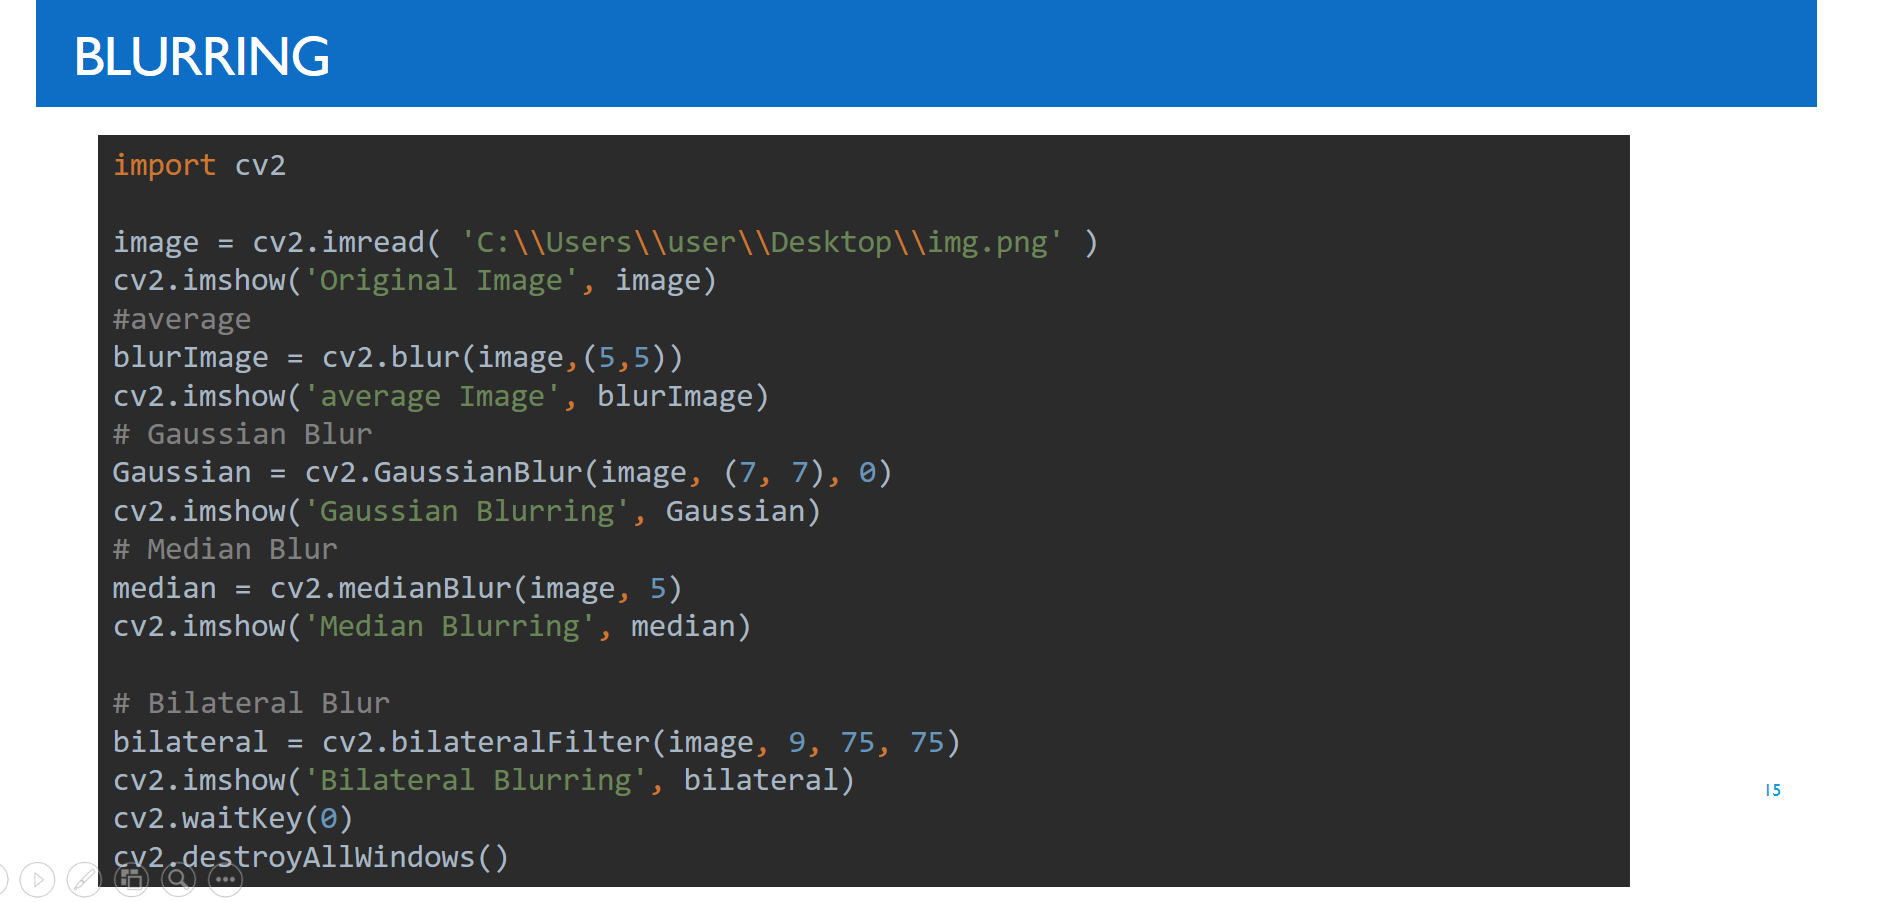 BLURRING
import cv2
image = cv2.imread( 'C:\\Users\\user\\Desktop\\img.png' )
cv2.imshow('Original Image', image)
#average
blurImage = cv2.blur(image,(5,5))
cv2.imshow('average Image', blurImage)
# Gaussian Blur
Gaussian = cv2.GaussianBlur(image, (7, 7), 0)
cv2.imshow('Gaussian Blurring', Gaussian)
# Median Blur
median = cv2.medianBlur(image, 5)
cv2.imshow('Median Blurring', median)
# Bilateral Blur
bilateral = cv2.bilateralFilter(image, 9, 75, 75)
cv2.imshow('Bilateral Blurring', bilateral)
cv2.waitKey(0)
cv2.destroyAllWindows()
15